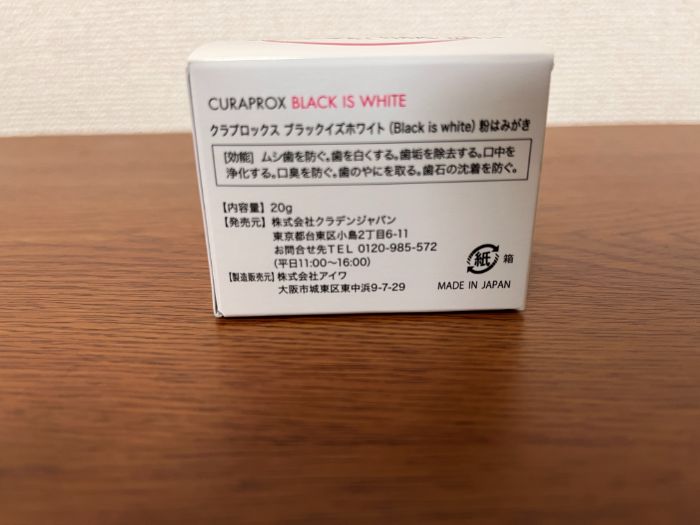 CURAPROX BLACK IS WHITE
クラプロックス ブラックイズホワイト (Black is white) 粉はみがき
[効能] ムシ歯を防ぐ。歯を白くする。歯垢を除去する。口中を
浄化する。口臭を防ぐ。歯のやにを取る。歯石の沈着を防ぐ。
【内容量】20g
【発売元】株式会社クラデンジャパン
東京都台東区小島2丁目6-11
お問合せ先TEL 0120-985-572
(平日11:00〜16:00)
【製造販売元】株式会社アイワ
大阪市城東区東中浜9-7-29
紙 箱
MADE IN JAPAN